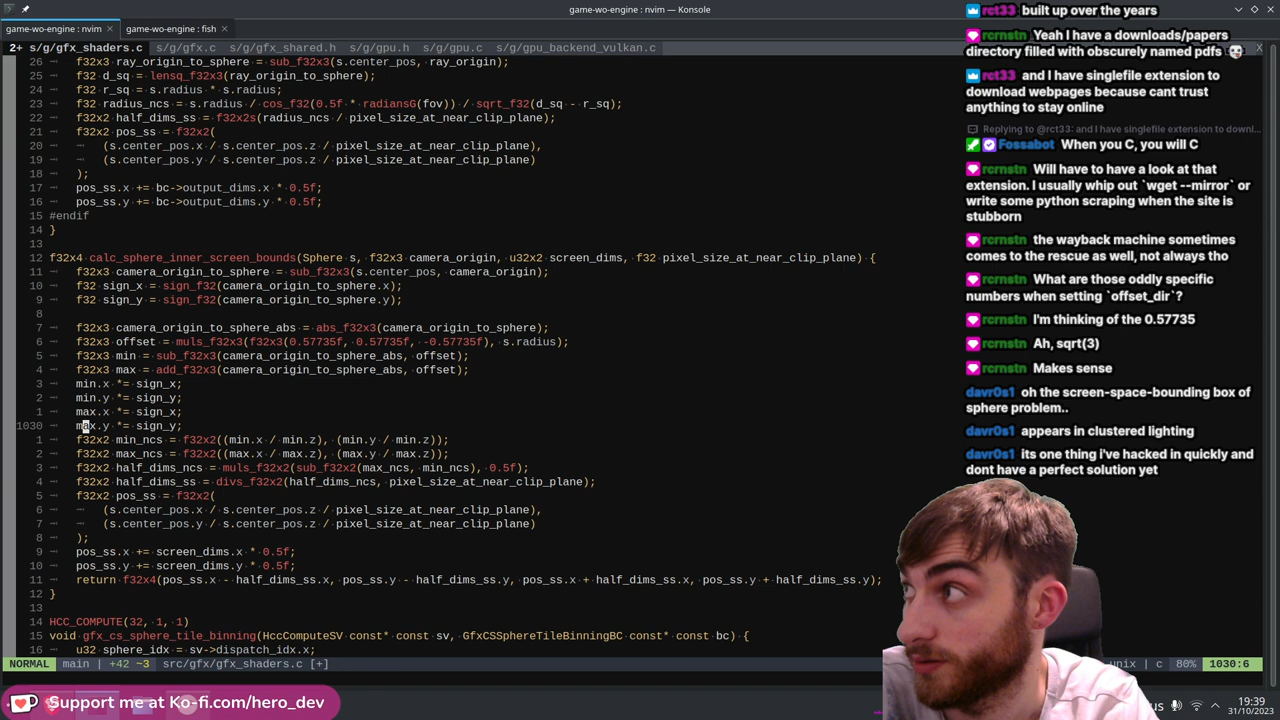 game-wo-engine : nvim — Konsole
game-wo-engine : nvim
game-wo-engine : fish
2+ s/g/gfx_shaders.c s/g/gfx.c s/g/gfx_shared.h s/g/gpu.h s/g/gpu.c s/g/gpu_backend_vulkan.c X
26 f32x3 ray_origin_to_sphere = sub_f32x3(s.center_pos, ray_origin);
25 f32 d_sq = lensq_f32x3(ray_origin_to_sphere);
24 f32 r_sq = s.radius * s.radius;
23 f32 radius_ncs = s.radius / cos_f32(0.5f * radiansG(fov)) / sqrt_f32(d_sq - r_sq);
22 f32x2 half_dims_ss = f32x2s(radius_ncs / pixel_size_at_near_clip_plane);
21 f32x2 pos_ss = f32x2(
20 (s.center_pos.x / s.center_pos.z / pixel_size_at_near_clip_plane),
19 (s.center_pos.y / s.center_pos.z / pixel_size_at_near_clip_plane)
18 );
17 pos_ss.x += bc->output_dims.x * 0.5f;
16 pos_ss.y += bc->output_dims.y * 0.5f;
15 #endif
14 }
13
12 f32x4 calc_sphere_inner_screen_bounds(Sphere s, f32x3 camera_origin, u32x2 screen_dims, f32 pixel_size_at_near_clip_plane) {
11 f32x3 camera_origin_to_sphere = sub_f32x3(s.center_pos, camera_origin);
10 f32 sign_x = sign_f32(camera_origin_to_sphere.x);
9 f32 sign_y = sign_f32(camera_origin_to_sphere.y);
8
7 f32x3 camera_origin_to_sphere_abs = abs_f32x3(camera_origin_to_sphere);
6 f32x3 offset = muls_f32x3(f32x3(0.57735f, 0.57735f, -0.57735f), s.radius);
5 f32x3 min = sub_f32x3(camera_origin_to_sphere_abs, offset);
4 f32x3 max = add_f32x3(camera_origin_to_sphere_abs, offset);
3 min.x *= sign_x;
2 min.y *= sign_y;
1 max.x *= sign_x;
1030 max.y *= sign_y;
1 f32x2 min_ncs = f32x2((min.x / min.z), (min.y / min.z));
2 f32x2 max_ncs = f32x2((max.x / max.z), (max.y / max.z));
3 f32x2 half_dims_ncs = muls_f32x2(sub_f32x2(max_ncs, min_ncs), 0.5f);
4 f32x2 half_dims_ss = divs_f32x2(half_dims_ncs, pixel_size_at_near_clip_plane);
5 f32x2 pos_ss = f32x2(
6 (s.center_pos.x / s.center_pos.z / pixel_size_at_near_clip_plane),
7 (s.center_pos.y / s.center_pos.z / pixel_size_at_near_clip_plane)
8 );
9 pos_ss.x += screen_dims.x * 0.5f;
10 pos_ss.y += screen_dims.y * 0.5f;
11 return f32x4(pos_ss.x - half_dims_ss.x, pos_ss.y - half_dims_ss.y, pos_ss.x + half_dims_ss.x, pos_ss.y + half_dims_ss.y);
12 }
13
14 HCC_COMPUTE(32, 1, 1)
15 void gfx_cs_sphere_tile_binning(HccComputeSV const* const sv, GfxCSSphereTileBinningBC const* const bc) {
16 u32 sphere_idx = sv->dispatch_idx.x;
NORMAL main | +42 ~3 src/gfx/gfx_shaders.c [+] unix | c 80% 1030:6
rct33 built up over the years
rcrnstn Yeah I have a downloads/papers
directory filled with obscurely named pdfs
rct33 and I have singlefile extension to
download webpages because cant trust
anything to stay online
Replying to @rct33: and I have singlefile extension to downl...
Fossabot When you C, you will C
rcrnstn Will have to have a look at that
extension. I usually whip out `wget --mirror` or
write some python scraping when the site is
stubborn
rcrnstn the wayback machine sometimes
comes to the rescue as well, not always tho
rcrnstn What are those oddly specific
numbers when setting `offset_dir`?
rcrnstn I'm thinking of the 0.57735
rcrnstn Ah, sqrt(3)
rcrnstn Makes sense
davr0s1 oh the screen-space-bounding box of
sphere problem..
davr0s1 appears in clustered lighting
davr0s1 its one thing i've hacked in quickly and
dont have a perfect solution yet
Support me at Ko-fi.com/hero_dev
us
19:39
31/10/2023